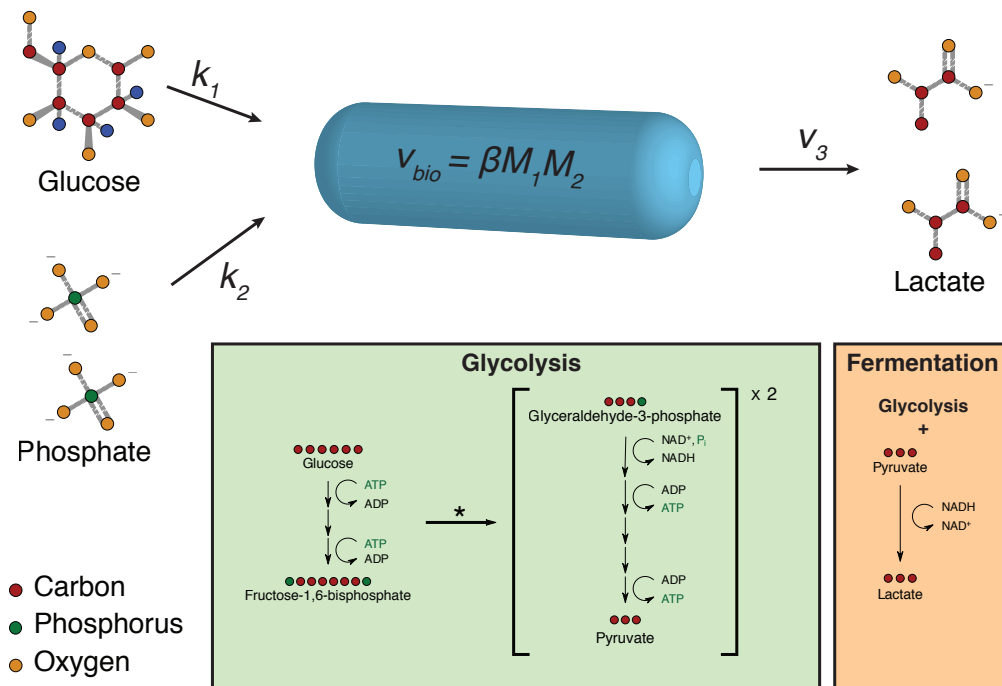 Glucose
k1
Phosphate
k2
vbio = βM1M2
v3
Lactate
Glycolysis
Glucose
ATP
ADP
ATP
ADP
Fructose-1,6-bisphosphate
*
Glyceraldehyde-3-phosphate
x 2
NAD+, Pi
NADH
ADP
ATP
ADP
ATP
Pyruvate
Fermentation
Glycolysis
+
Pyruvate
NADH
NAD+
Lactate
Carbon
Phosphorus
Oxygen
−
−
−
−
−
−
−
−